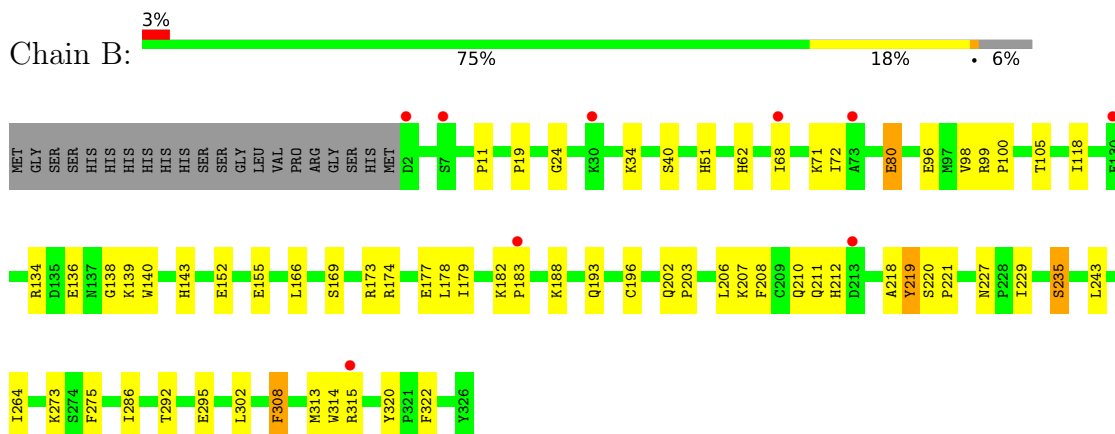 3%
Chain B:
75% 18% • 6%
MET GLY SER SER HIS HIS HIS HIS HIS HIS SER SER GLY LEU VAL PRO ARG GLY SER HIS MET D2 S7 P11 P19 G24 K30 K34 S40 H51 H62 I68 K71 I72 A73 E80 E96 M97 V98 R99 P100 T105 I118 E130
R134 D135 E136 N137 G138 K139 W140 H143 E152 E155 L166 S169 R173 R174 E177 L178 I179 K182 P183 K188 Q193 C196 Q202 P203 L206 K207 F208 C209 Q210 Q211 H212 D213 A218 Y219 S220 P221 N227 P228 I229 S235 L243
I264 K273 S274 F275 I286 T292 E295 L302 F308 M313 W314 R315 Y320 P321 F322 Y326